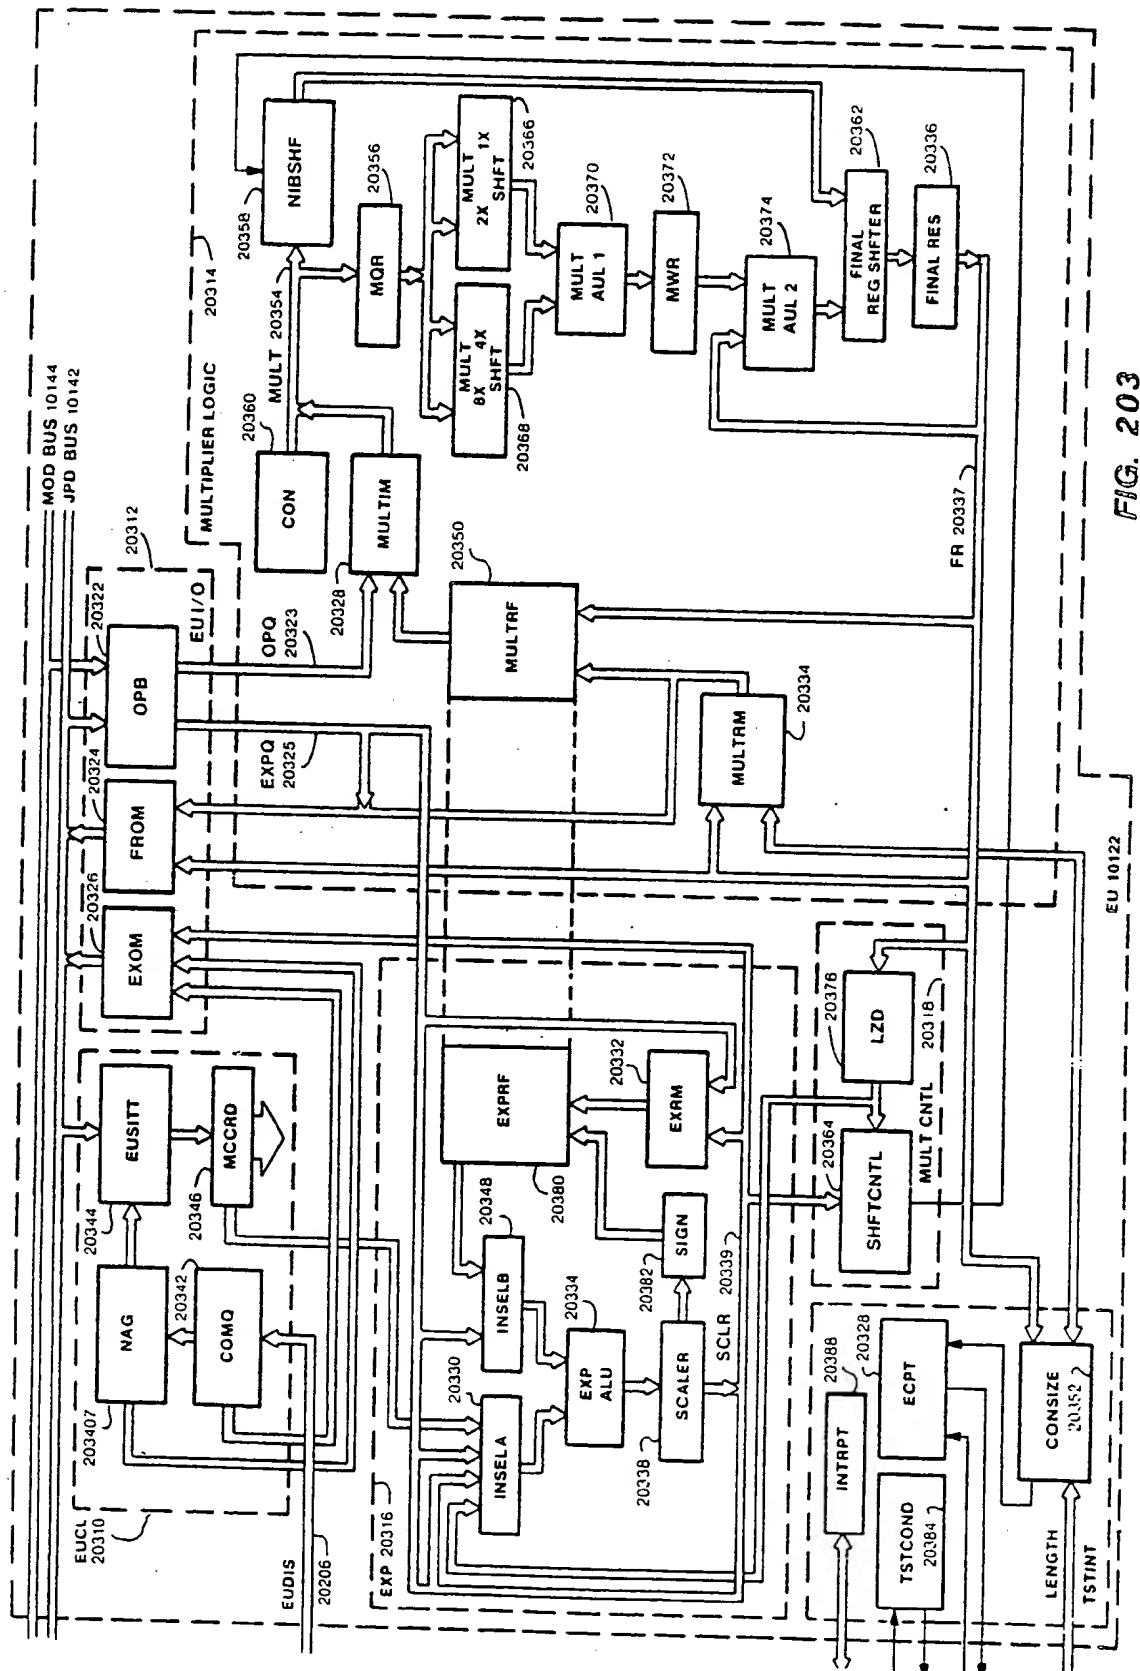 MOD BUS 10144
JPD BUS 10142
20312
20322
EU I/O
OPB
20324
FROM
20326
EXOM
EUSITT
20344
MCCRD
20346
NAG
203407
20342
COMQ
EUCL
20310
EUDIS
20206
20314
MULTIPLIER LOGIC
20358
NIBSHF
MULT 20354
20360
CON
MQR
20356
MULT
2X 1X
SHFT
20366
MULT
8X 4X
SHFT
20368
MULTIM
20328
OPQ
20323
EXPQ
20325
MULT
AUL 1
20370
MWR
20372
MULT
AUL 2
20374
FINAL
REG SHFTER
20362
FINAL RES
20336
FR 20337
MULTRF
20350
MULTRM
20334
EXP 20316
EXPRF
20380
EXRM
20332
20348
INSELB
20330
INSELA
EXP
ALU
20334
SCALER
20338
SIGN
20382
SCLR 20339
20376
LZD
20318
MULT CNTL
20364
SHFTCNTL
20388
INTRPT
20328
ECPT
TSTCOND
20384
CONSIZE
20352
LENGTH
TSTINT
EU 10122
FIG. 203